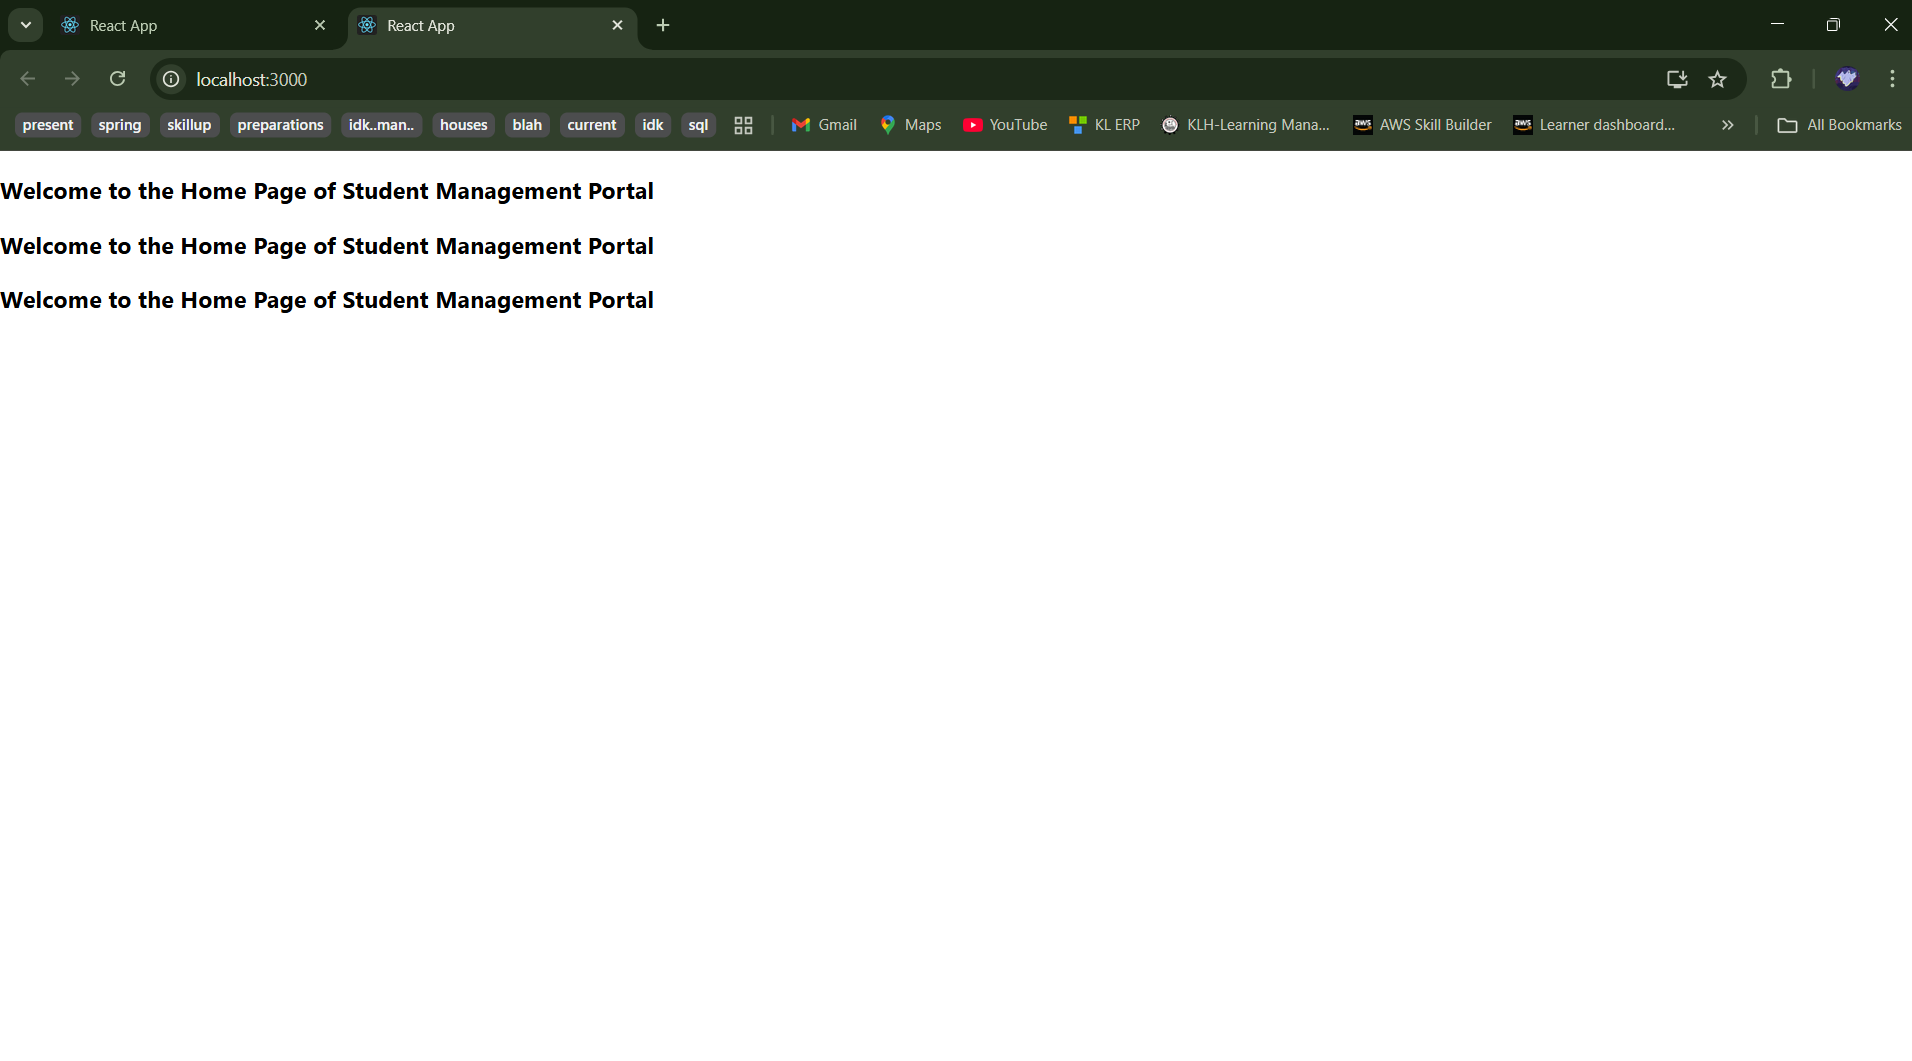 React App
React App
localhost:3000
present spring skillup preparations idk..man.. houses blah current idk sql Gmail Maps YouTube KL ERP KLH-Learning Mana... aws AWS Skill Builder aws Learner dashboard... All Bookmarks
Welcome to the Home Page of Student Management Portal
Welcome to the Home Page of Student Management Portal
Welcome to the Home Page of Student Management Portal